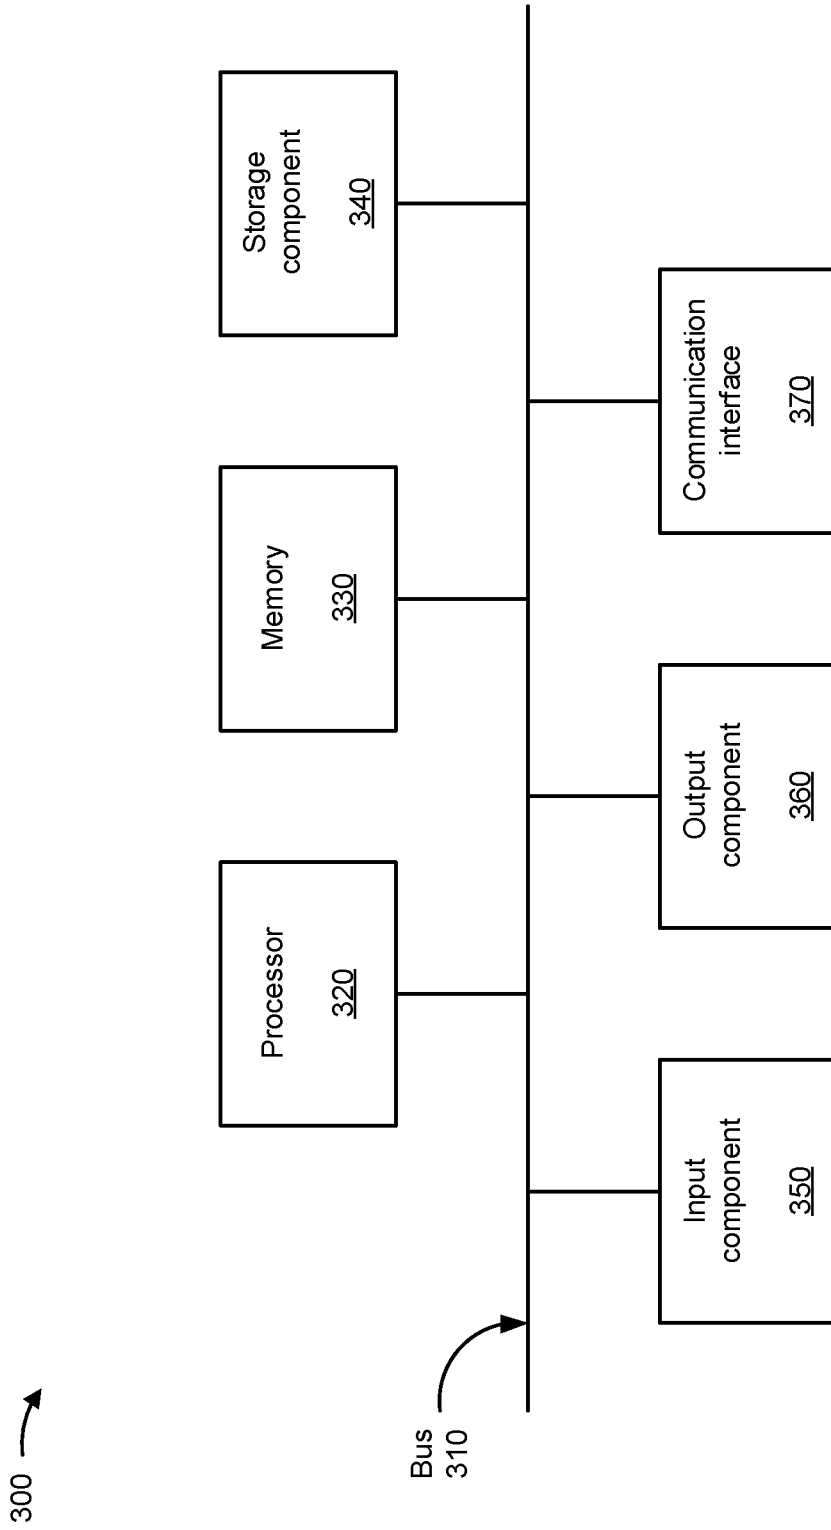 300
Bus
310
Processor
320
Memory
330
Storage
component
340
Input
component
350
Output
component
360
Communication
interface
370